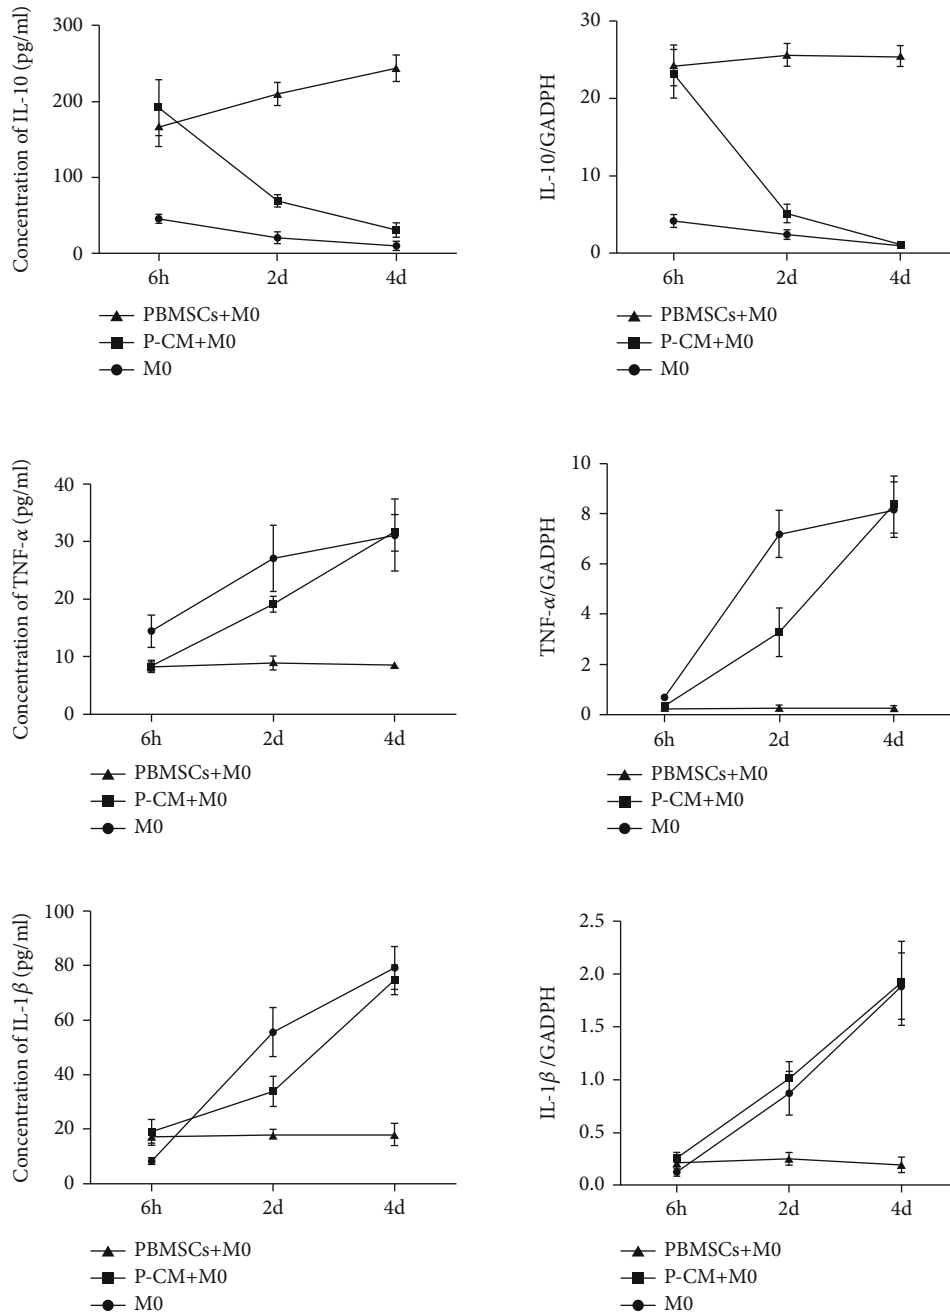 Concentration of IL-10 (pg/ml)
300
200
100
0
6h 2d 4d
PBMSCs+M0
P-CM+M0
M0
IL-10/GADPH
30
20
10
0
6h 2d 4d
PBMSCs+M0
P-CM+M0
M0
Concentration of TNF-α (pg/ml)
40
30
20
10
0
6h 2d 4d
PBMSCs+M0
P-CM+M0
M0
TNF-α/GADPH
10
8
6
4
2
0
6h 2d 4d
PBMSCs+M0
P-CM+M0
M0
Concentration of IL-1β (pg/ml)
100
80
60
40
20
0
6h 2d 4d
PBMSCs+M0
P-CM+M0
M0
IL-1β/GADPH
2.5
2.0
1.5
1.0
0.5
0.0
6h 2d 4d
PBMSCs+M0
P-CM+M0
M0